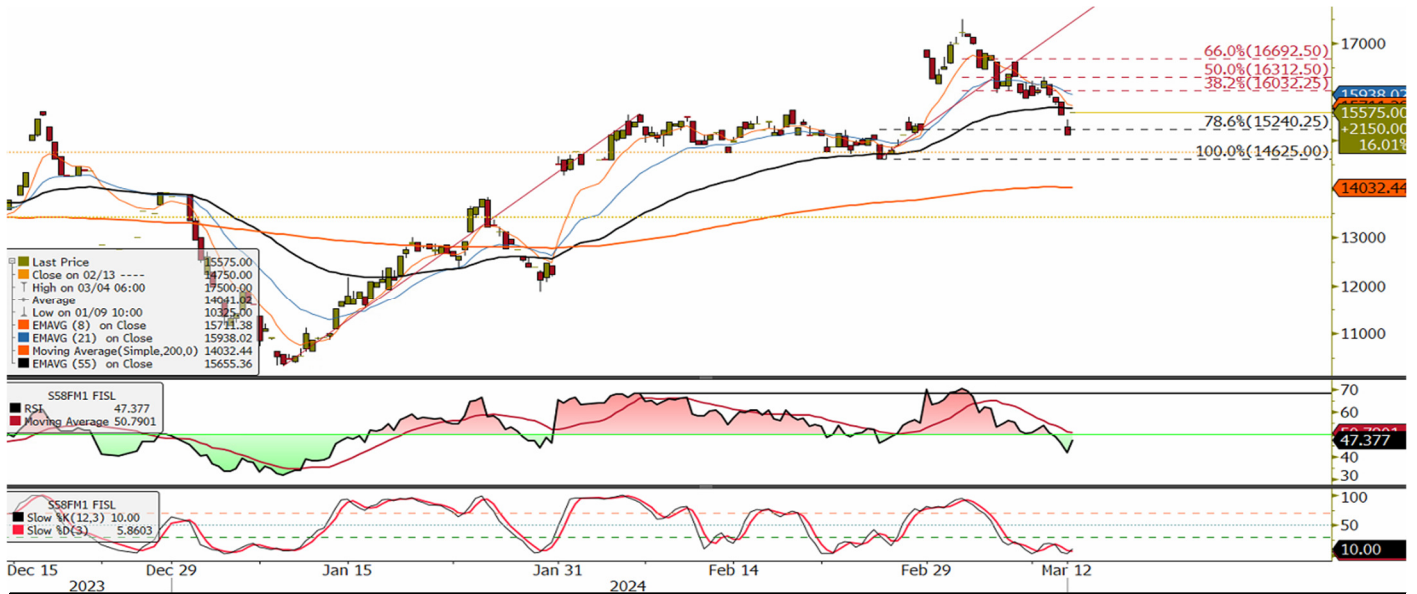 17000
66.0%(16692.50)
50.0%(16312.50)
38.2%(16032.25)
15938.02
15711.38
15575.00
+2150.00
16.01%
78.6%(15240.25)
100.0%(14625.00)
14032.44
13000
12000
11000
Last Price 15575.00
Close on 02/13 ---- 14750.00
High on 03/04 06:00 17500.00
Average 14041.02
Low on 01/09 10:00 10325.00
EMAVG (8) on Close 15711.38
EMAVG (21) on Close 15938.02
Moving Average(Simple,200,0) 14032.44
EMAVG (55) on Close 15655.36
S58FM1 FISL
RSI 47.377
Moving Average 50.7901
70
60
50.7901
47.377
40
30
S58FM1 FISL
Slow %K(12,3) 10.00
Slow %D(3) 5.8603
100
50
10.00
Dec 15 Dec 29 Jan 15 Jan 31 Feb 14 Feb 29 Mar 12
2023 2024